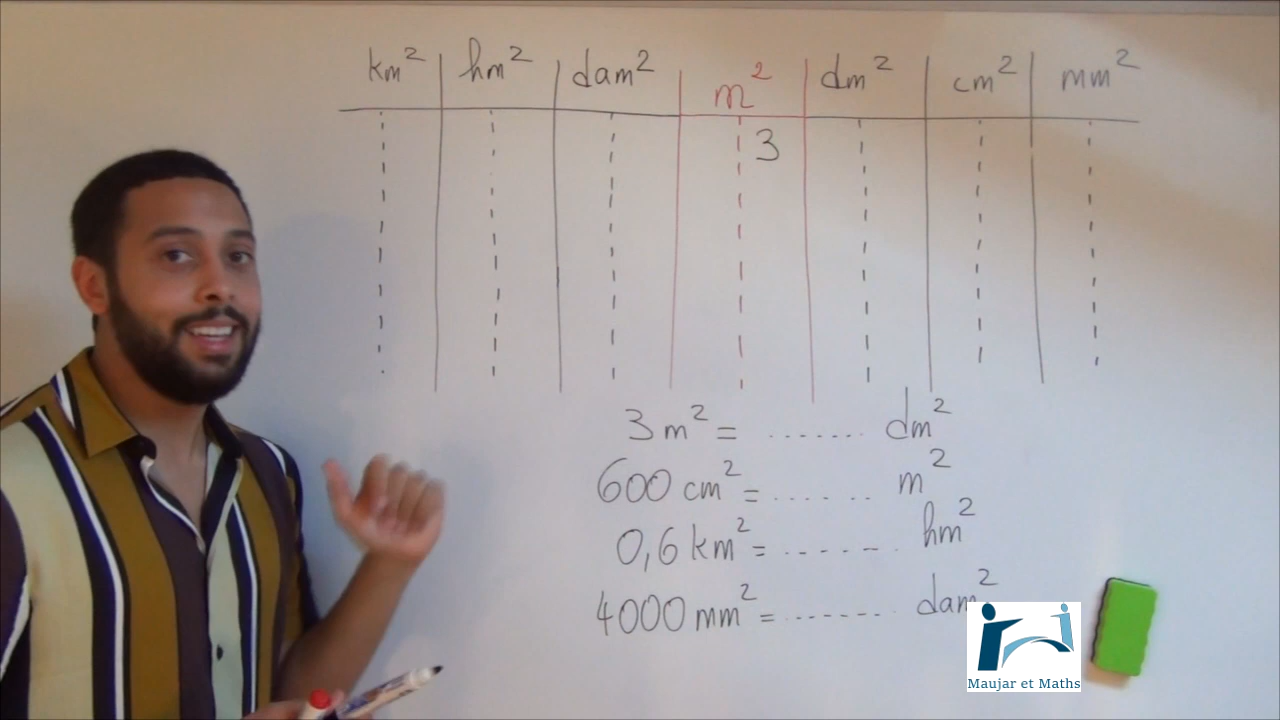 km² hm² dam² m² dm² cm² mm²
3
3 m² = ....... dm²
600 cm² = ....... m²
0,6 km² = ....... hm²
4000 mm² = ....... dam²
Maujar et Maths